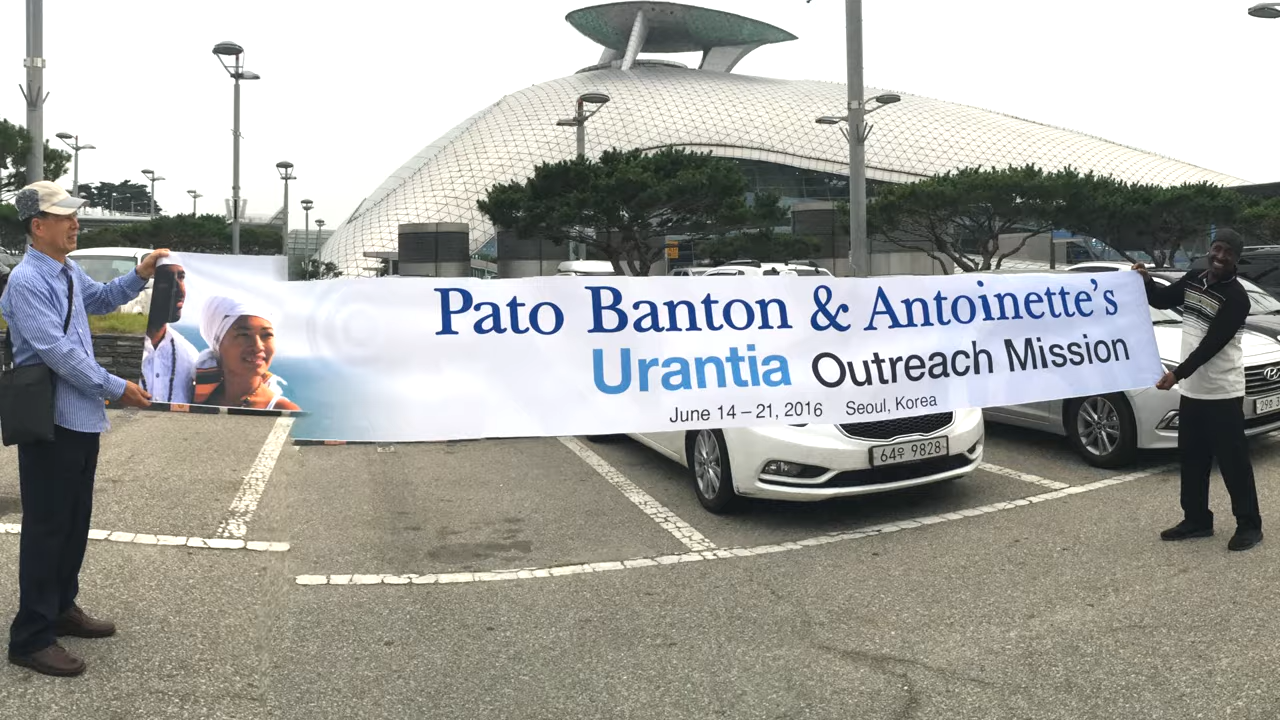 Pato Banton & Antoinette's
Urantia Outreach Mission
June 14 – 21, 2016 Seoul, Korea
64우 9828